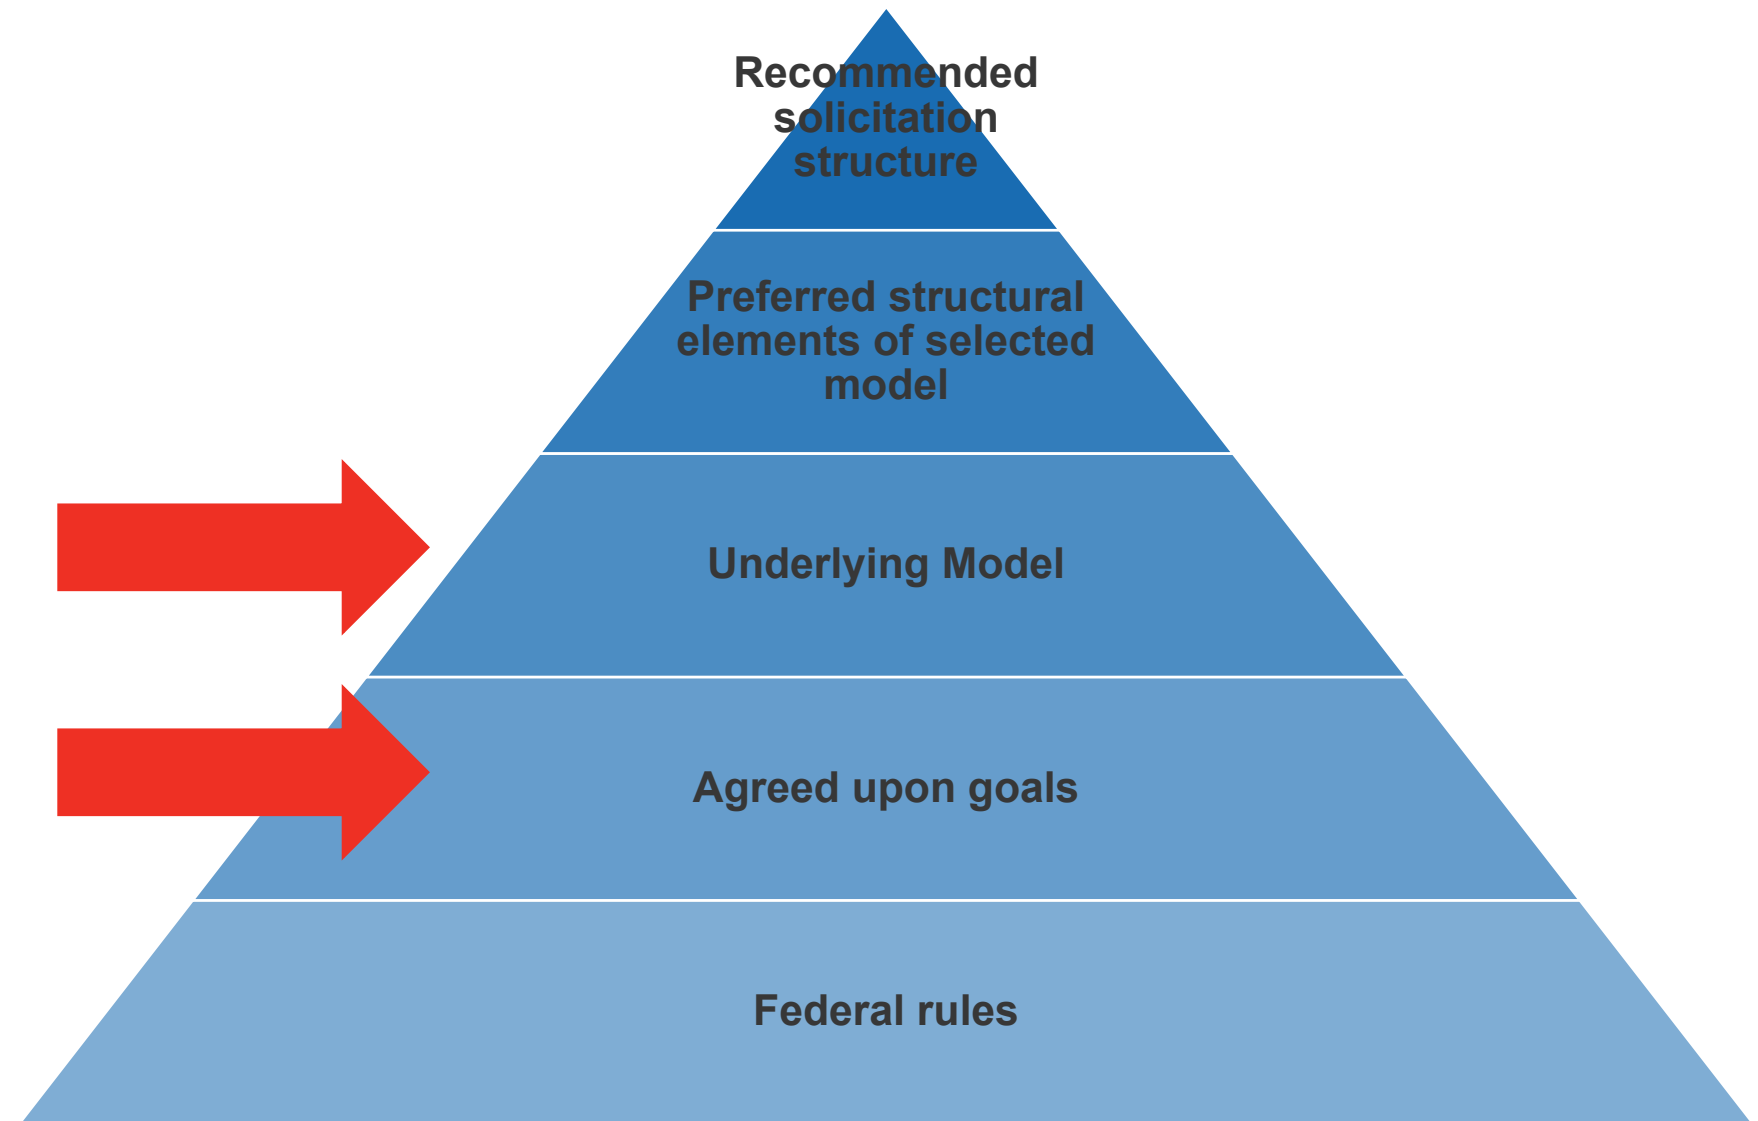 Recommended
solicitation
structure
Preferred structural
elements of selected
model
Underlying Model
Agreed upon goals
Federal rules